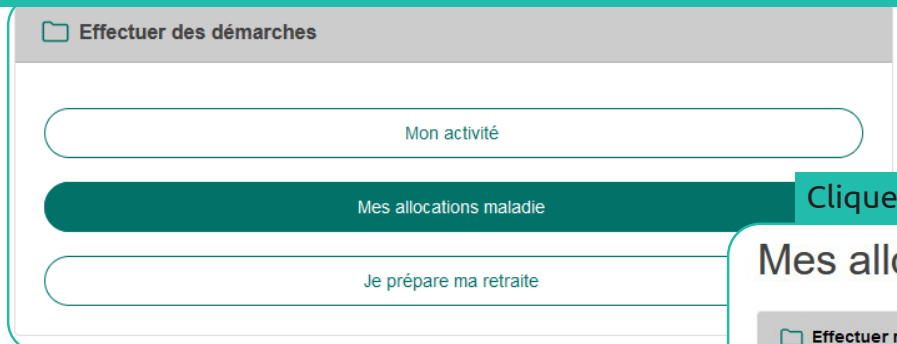 Effectuer des démarches
Mon activité
Mes allocations maladie
Je prépare ma retraite
Clique
Mes allo
Effectuer